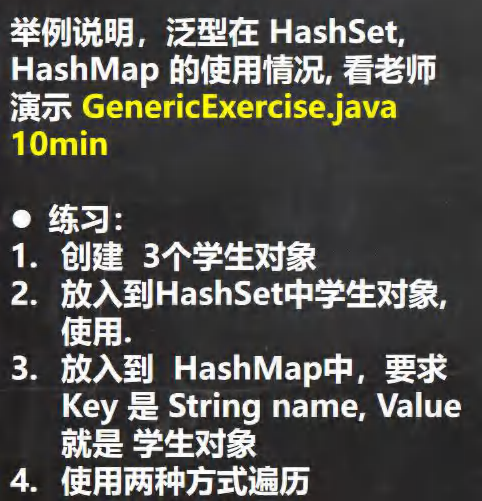 举例说明，泛型在 HashSet,
HashMap 的使用情况, 看老师
演示 GenericExercise.java
10min
● 练习：
1. 创建 3个学生对象
2. 放入到HashSet中学生对象,
使用.
3. 放入到 HashMap中，要求
Key 是 String name, Value
就是 学生对象
4. 使用两种方式遍历